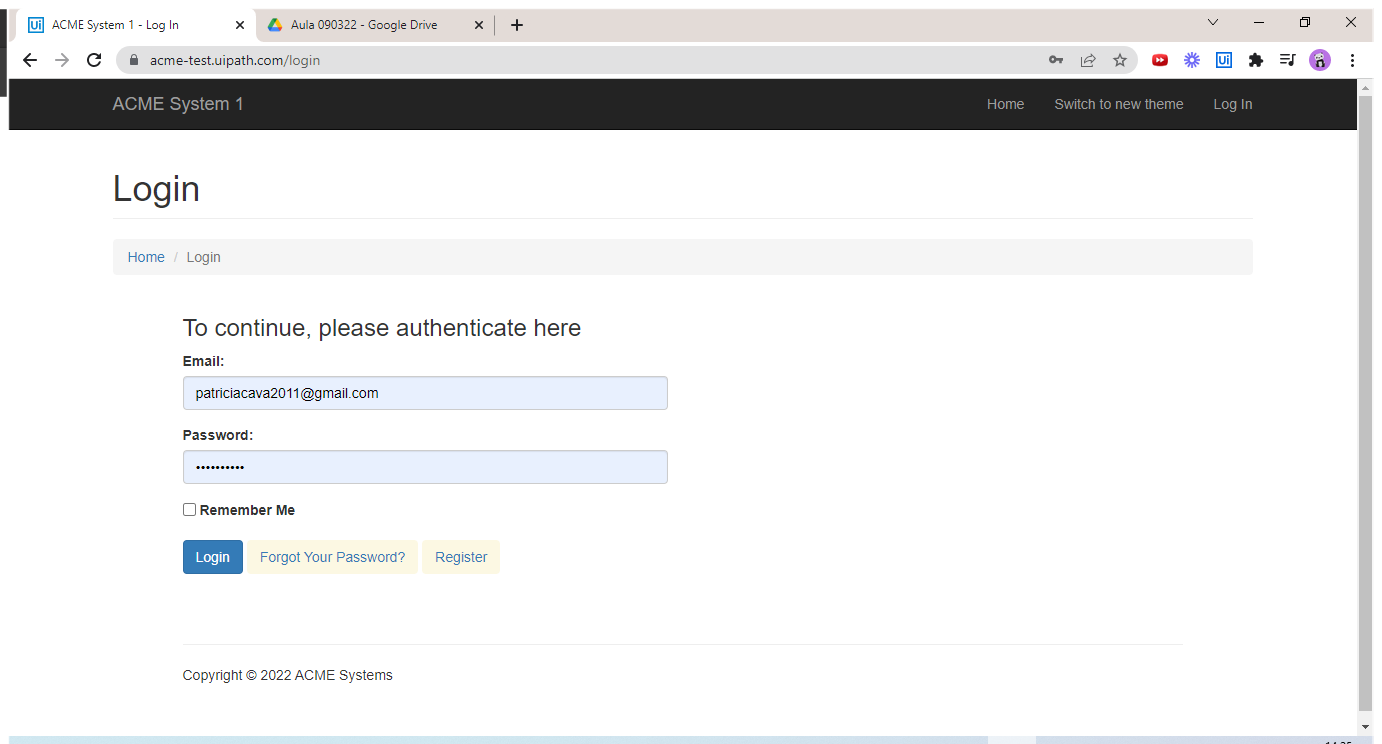 Ui ACME System 1 - Log In Aula 090322 - Google Drive
acme-test.uipath.com/login Ui
ACME System 1 Home Switch to new theme Log In
Login
Home / Login
To continue, please authenticate here
Email:
patriciacava2011@gmail.com
Password:
••••••••••
Remember Me
Login Forgot Your Password? Register
Copyright © 2022 ACME Systems